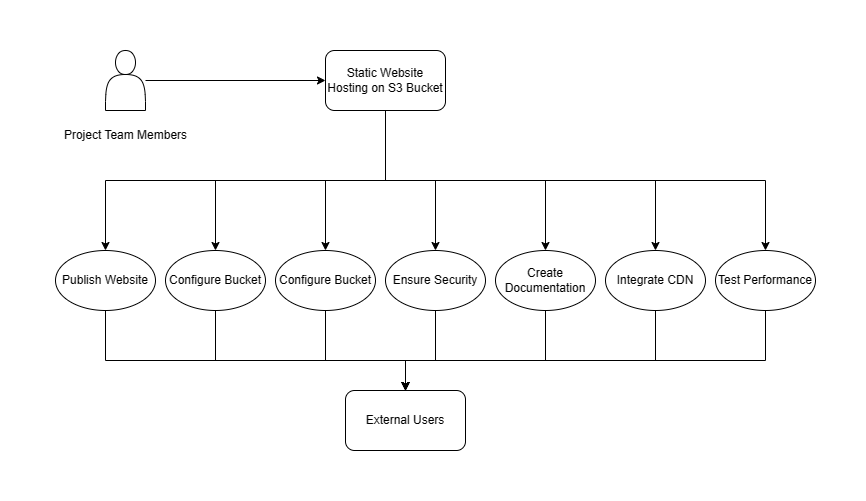 Static Website
Hosting on S3 Bucket
Project Team Members
Publish Website
Configure Bucket
Configure Bucket
Ensure Security
Create
Documentation
Integrate CDN
Test Performance
External Users